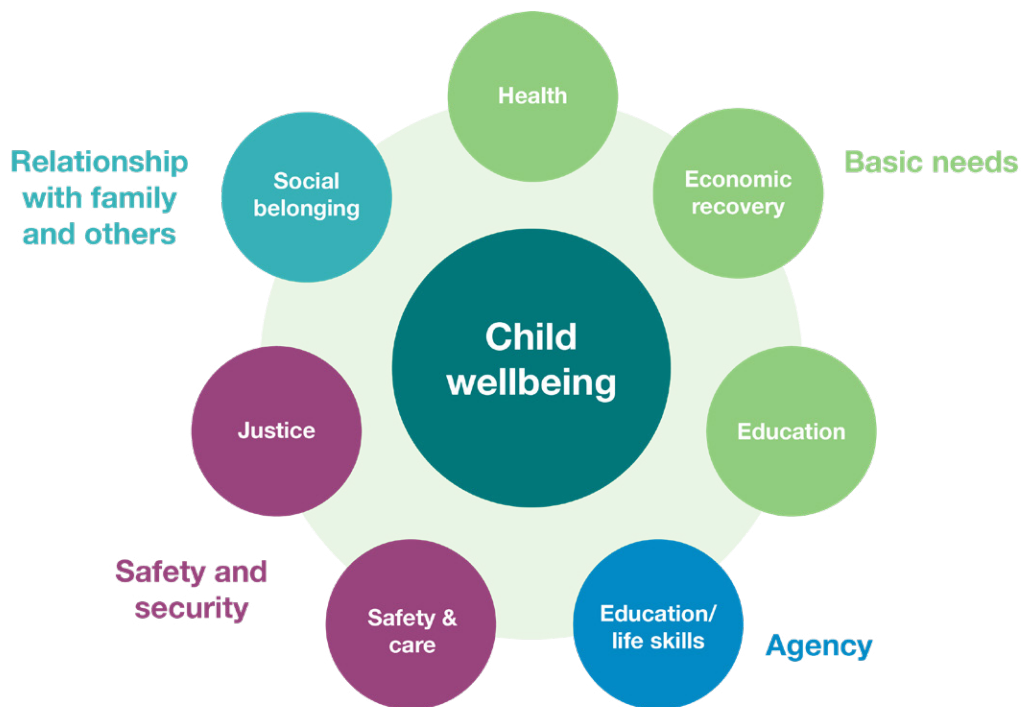 Health
Relationship
with family
and others
Social
belonging
Economic
recovery
Basic needs
Child
wellbeing
Justice
Education
Safety and
security
Safety &
care
Education/
life skills
Agency